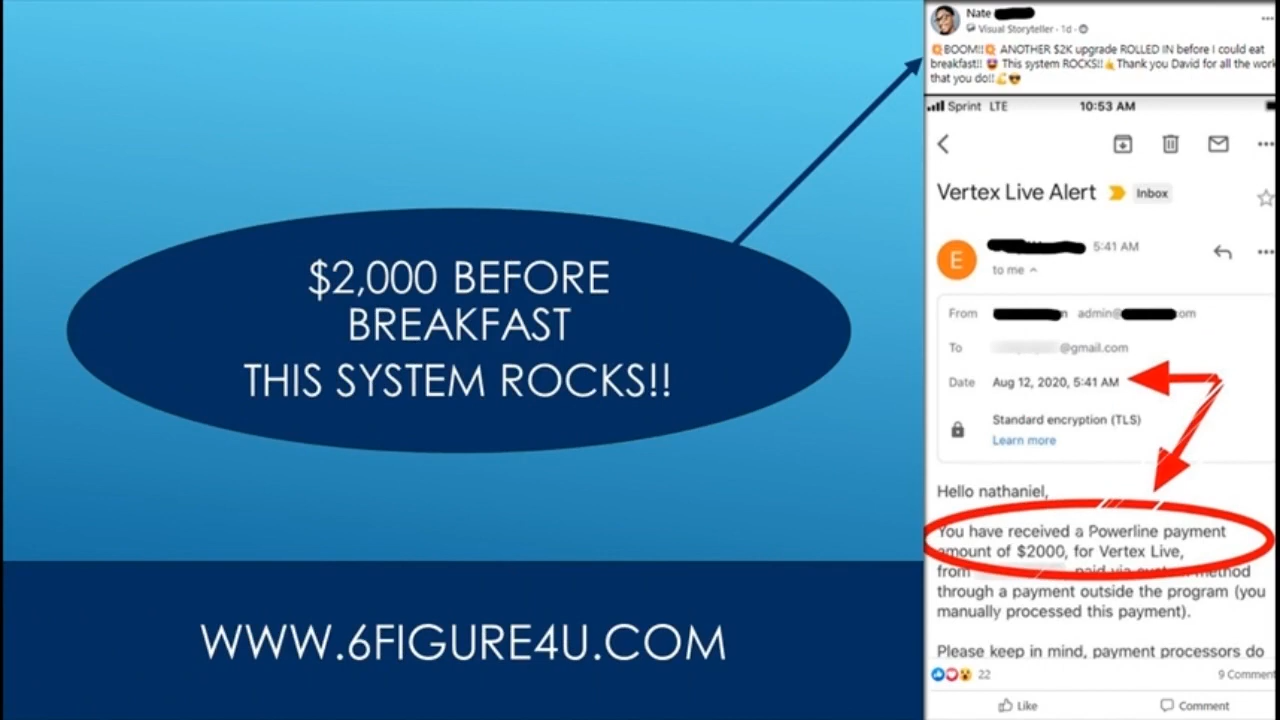 $2,000 BEFORE
BREAKFAST
THIS SYSTEM ROCKS!!
WWW.6FIGURE4U.COM
Nate
Visual Storyteller · 1d ·
BOOM!! ANOTHER $2K upgrade ROLLED IN before I could eat
breakfast!! This system ROCKS!! Thank you David for all the work
that you do!!
Sprint LTE 10:53 AM
Vertex Live Alert Inbox
E
5:41 AM
to me
From admin@ om
To @gmail.com
Date Aug 12, 2020, 5:41 AM
Standard encryption (TLS)
Learn more
Hello nathaniel,
You have received a Powerline payment
amount of $2000, for Vertex Live,
from paid via system method
through a payment outside the program (you
manually processed this payment).
Please keep in mind, payment processors do
22 9 Comment
Like Comment